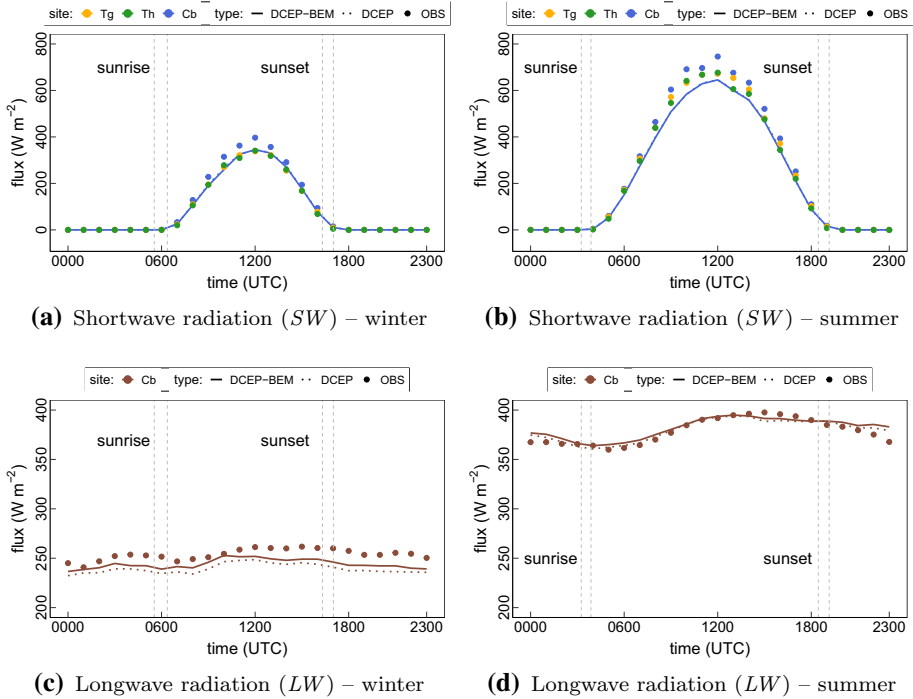 site: Tg Th Cb type: DCEP−BEM DCEP OBS
800
600
400
200
0
flux (W m−2)
sunrise
sunset
0000 0600 1200 1800 2300
time (UTC)
(a) Shortwave radiation (SW) – winter
site: Tg Th Cb type: DCEP−BEM DCEP OBS
800
600
400
200
0
flux (W m−2)
sunrise
sunset
0000 0600 1200 1800 2300
time (UTC)
(b) Shortwave radiation (SW) – summer
site: Cb type: DCEP−BEM DCEP OBS
400
350
300
250
200
flux (W m−2)
sunrise
sunset
0000 0600 1200 1800 2300
time (UTC)
(c) Longwave radiation (LW) – winter
site: Cb type: DCEP−BEM DCEP OBS
400
350
300
250
200
flux (W m−2)
sunrise
sunset
0000 0600 1200 1800 2300
time (UTC)
(d) Longwave radiation (LW) – summer